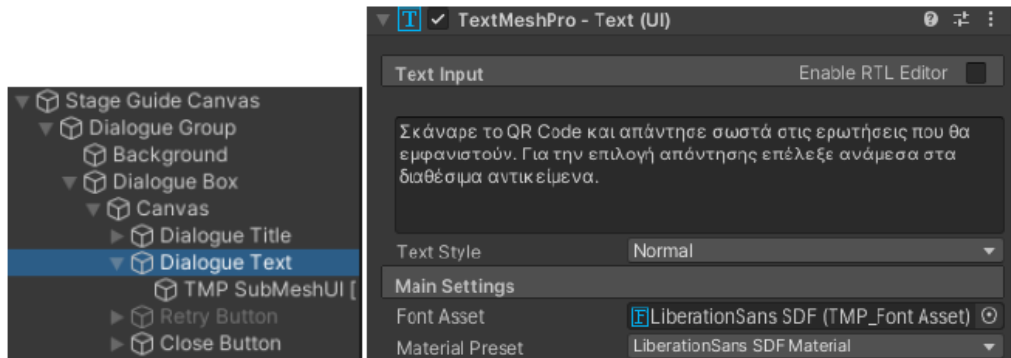 Stage Guide Canvas
Dialogue Group
Background
Dialogue Box
Canvas
Dialogue Title
Dialogue Text
TMP SubMeshUI [
Retry Button
Close Button
TextMeshPro - Text (UI)
Text Input Enable RTL Editor
Σκάναρε το QR Code και απάντησε σωστά στις ερωτήσεις που θα
εμφανιστούν. Για την επιλογή απάντησης επέλεξε ανάμεσα στα
διαθέσιμα αντικείμενα.
Text Style Normal
Main Settings
Font Asset LiberationSans SDF (TMP_Font Asset)
Material Preset LiberationSans SDF Material